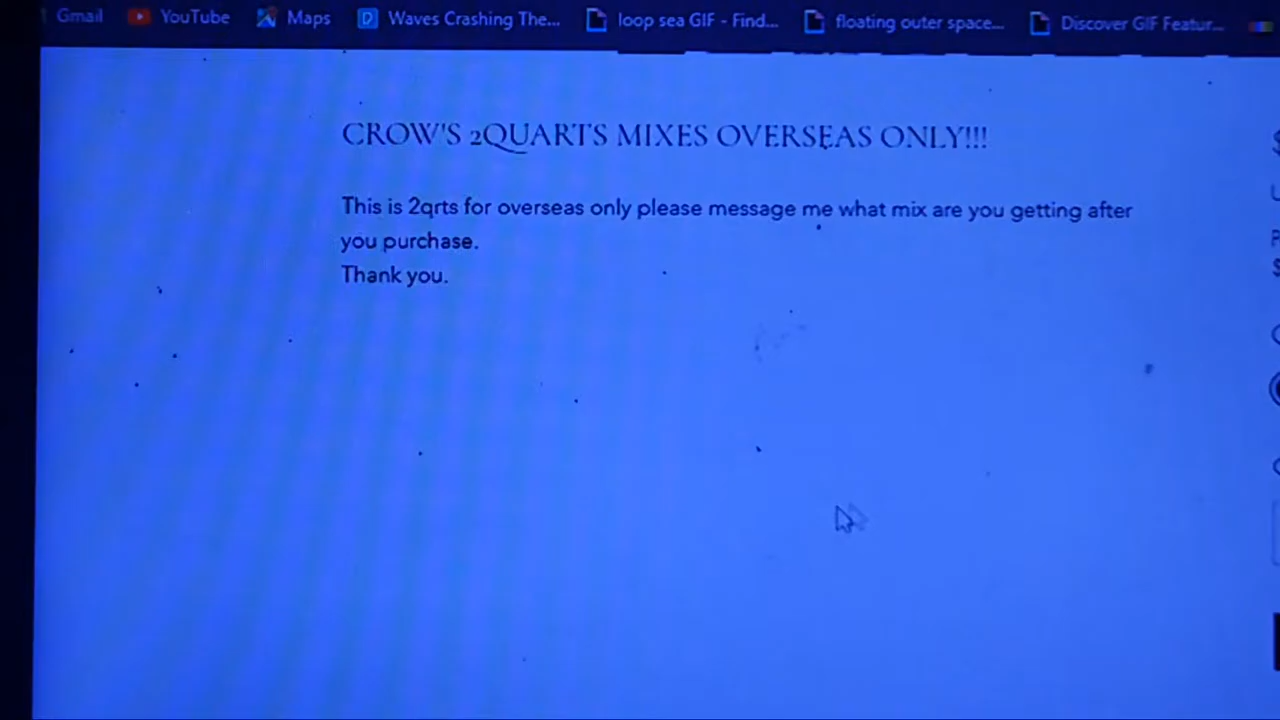 Gmail YouTube Maps Waves Crashing The... loop sea GIF - Find... floating outer space... Discover GIF Featur...
CROW'S 2QUARTS MIXES OVERSEAS ONLY!!!
This is 2qrts for overseas only please message me what mix are you getting after
you purchase.
Thank you.